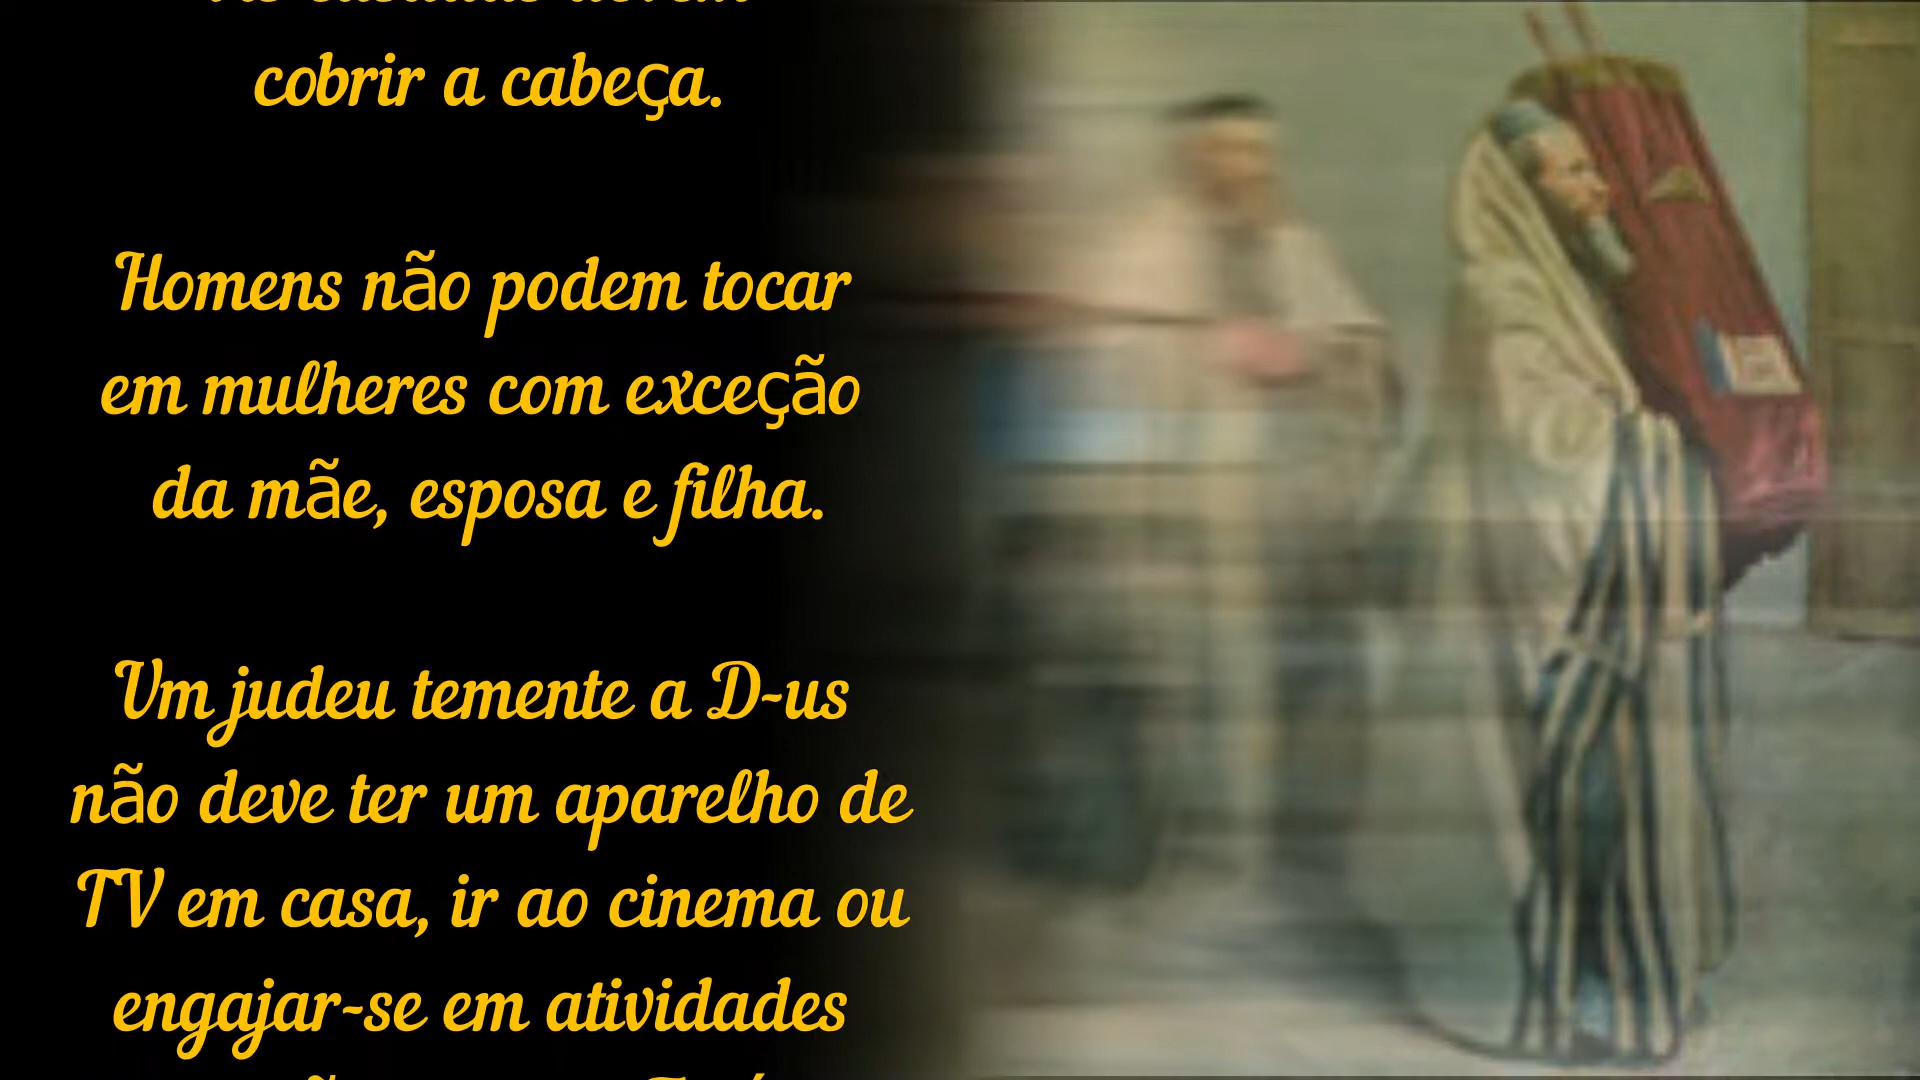 cobrir a cabeça.
Homens não podem tocar
em mulheres com exceção
da mãe, esposa e filha.
Um judeu temente a D-us
não deve ter um aparelho de
TV em casa, ir ao cinema ou
engajar-se em atividades